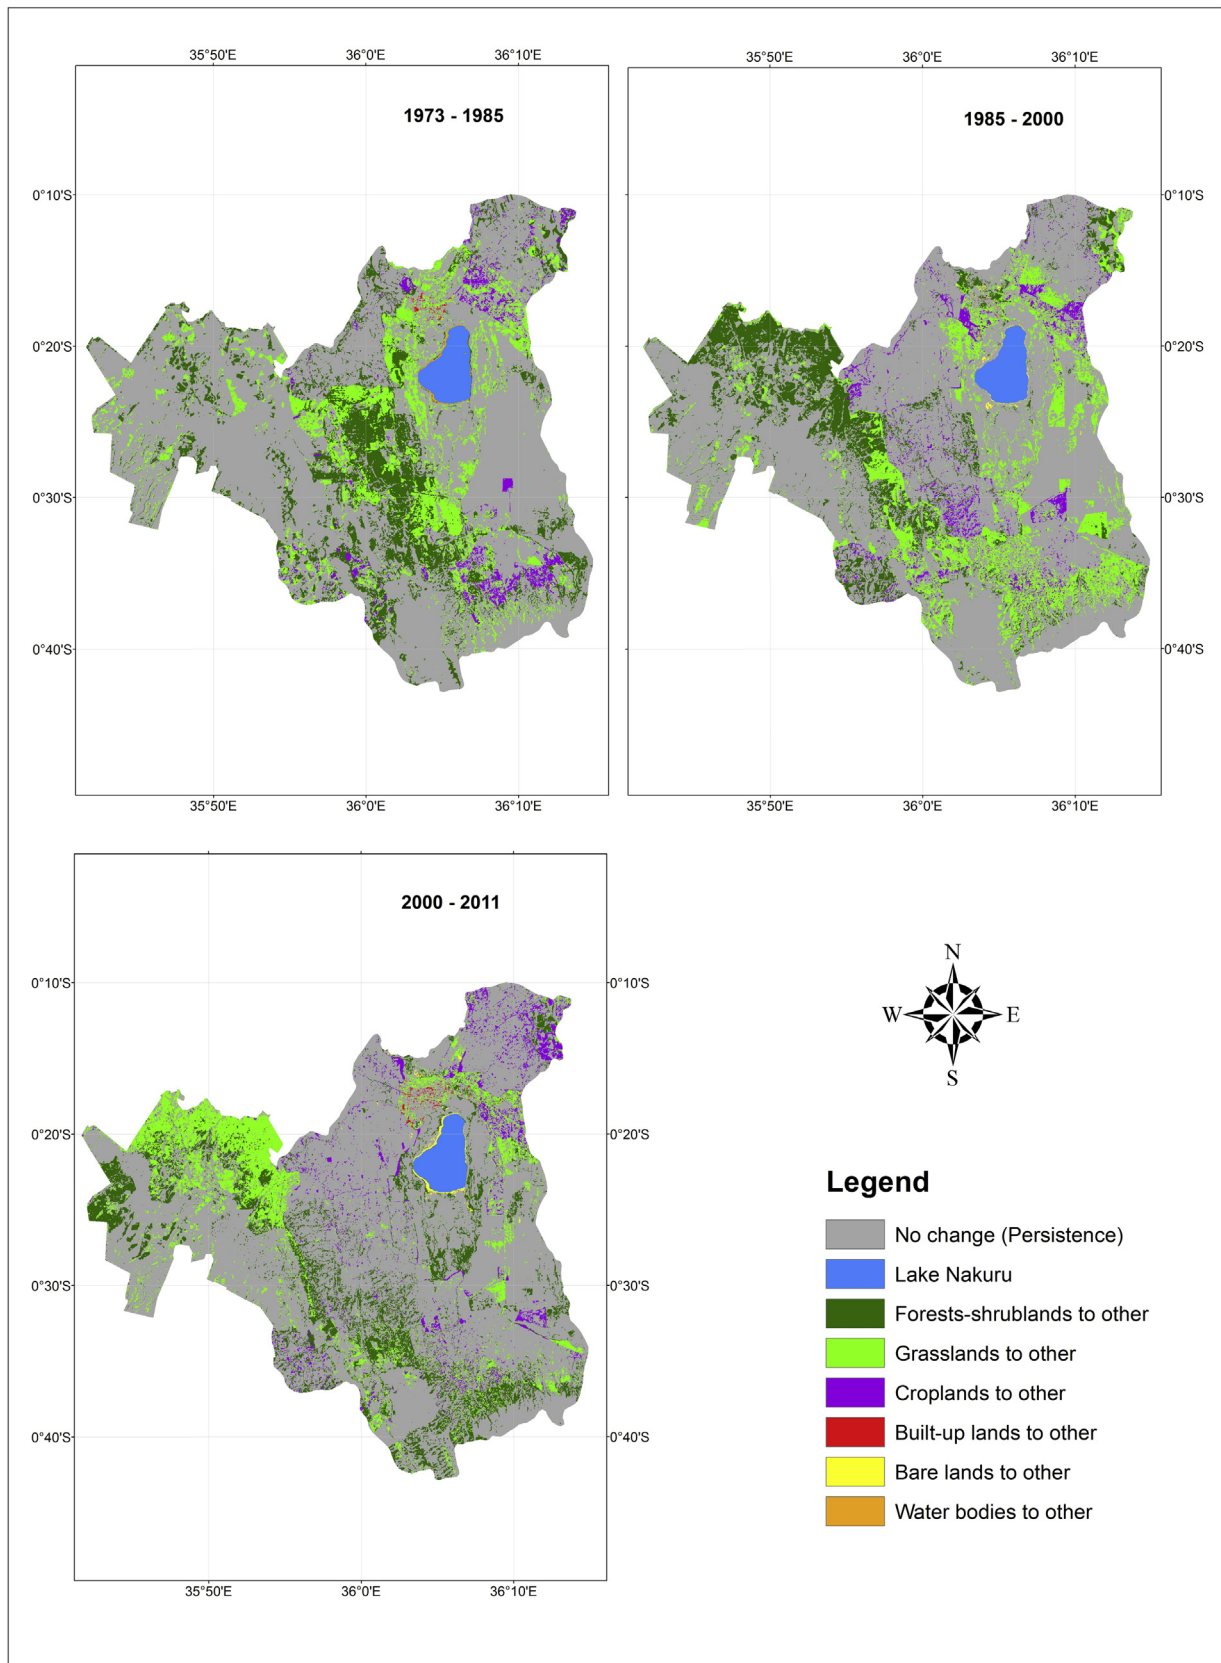 35°50'E 36°0'E 36°10'E
35°50'E 36°0'E 36°10'E
1973 - 1985
1985 - 2000
0°10'S
0°10'S
0°20'S
0°20'S
0°30'S
0°30'S
0°40'S
0°40'S
35°50'E 36°0'E 36°10'E
35°50'E 36°0'E 36°10'E
2000 - 2011
0°10'S
0°10'S
0°20'S
0°20'S
0°30'S
0°30'S
0°40'S
0°40'S
35°50'E 36°0'E 36°10'E
N
W E
S
Legend
No change (Persistence)
Lake Nakuru
Forests-shrublands to other
Grasslands to other
Croplands to other
Built-up lands to other
Bare lands to other
Water bodies to other